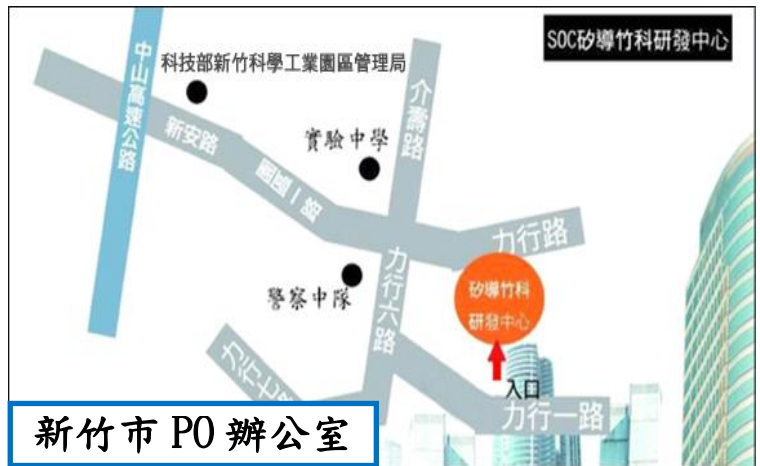 SOC矽導竹科研發中心
中山高速公路
科技部新竹科學工業園區管理局
介壽路
新安路
實驗中學
園區一路
力行路
力行六路
矽導竹科
研發中心
警察中隊
入口
力行一路
新竹市 PO 辦公室